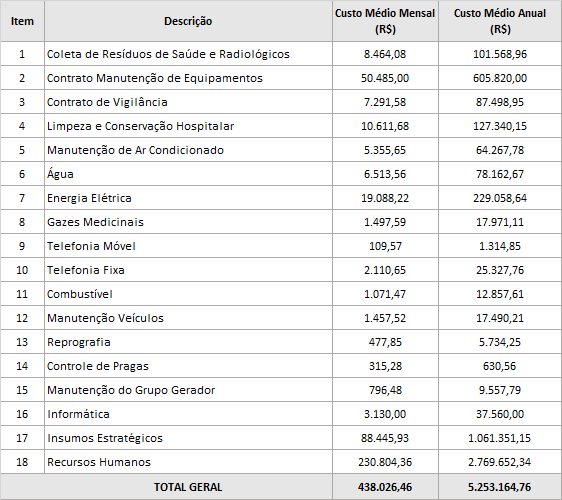 Item Descrição Custo Médio Mensal (R$) Custo Médio Anual (R$)
1 Coleta de Resíduos de Saúde e Radiológicos 8.464,08 101.568,96
2 Contrato Manutenção de Equipamentos 50.485,00 605.820,00
3 Contrato de Vigilância 7.291,58 87.498,95
4 Limpeza e Conservação Hospitalar 10.611,68 127.340,15
5 Manutenção de Ar Condicionado 5.355,65 64.267,78
6 Água 6.513,56 78.162,67
7 Energia Elétrica 19.088,22 229.058,64
8 Gazes Medicinais 1.497,59 17.971,11
9 Telefonia Móvel 109,57 1.314,85
10 Telefonia Fixa 2.110,65 25.327,76
11 Combustível 1.071,47 12.857,61
12 Manutenção Veículos 1.457,52 17.490,21
13 Reprografia 477,85 5.734,25
14 Controle de Pragas 315,28 630,56
15 Manutenção do Grupo Gerador 796,48 9.557,79
16 Informática 3.130,00 37.560,00
17 Insumos Estratégicos 88.445,93 1.061.351,15
18 Recursos Humanos 230.804,36 2.769.652,34
TOTAL GERAL 438.026,46 5.253.164,76